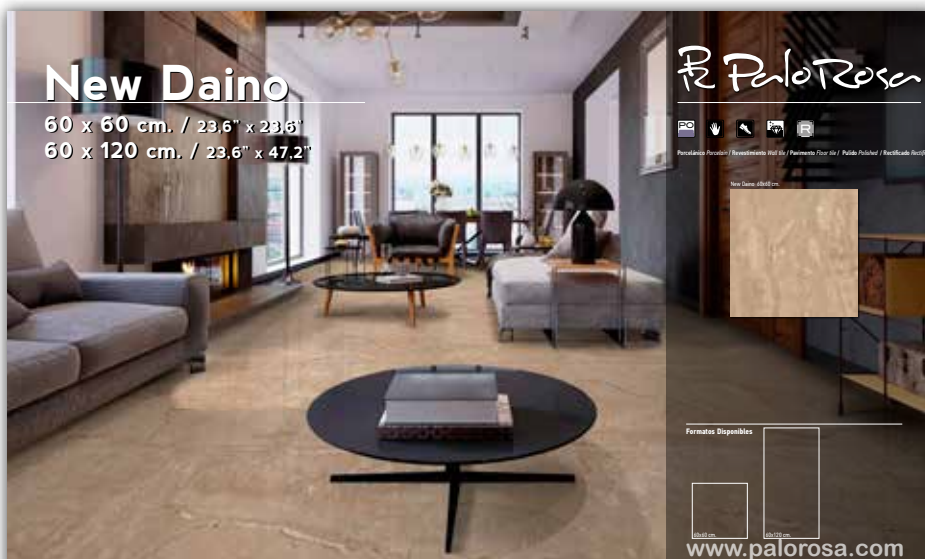 New Daino
60 x 60 cm. / 23.6" x 23.6"
60 x 120 cm. / 23.6" x 47.2"
PR PaloRosa
PO
R
Porcelánico Porcelain / Revestimiento Wall tile / Pavimento Floor tile / Pulido Polished / Rectificado
New Daino 60x60 cm.
Formatos Disponibles
60x60 cm.
60x120 cm.
www.palorosa.com